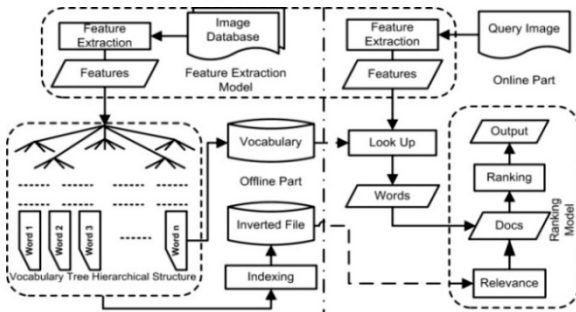 Feature
Extraction
Image
Database
Feature
Extraction
Query Image
Features
Feature Extraction
Model
Features
Online Part
Vocabulary
Look Up
Output
Offline Part
Ranking
Words
Word 1
Word 2
Word 3
Word n
Inverted File
Docs
Ranking
Model
Vocabulary Tree Hierarchical Structure
Indexing
Relevance